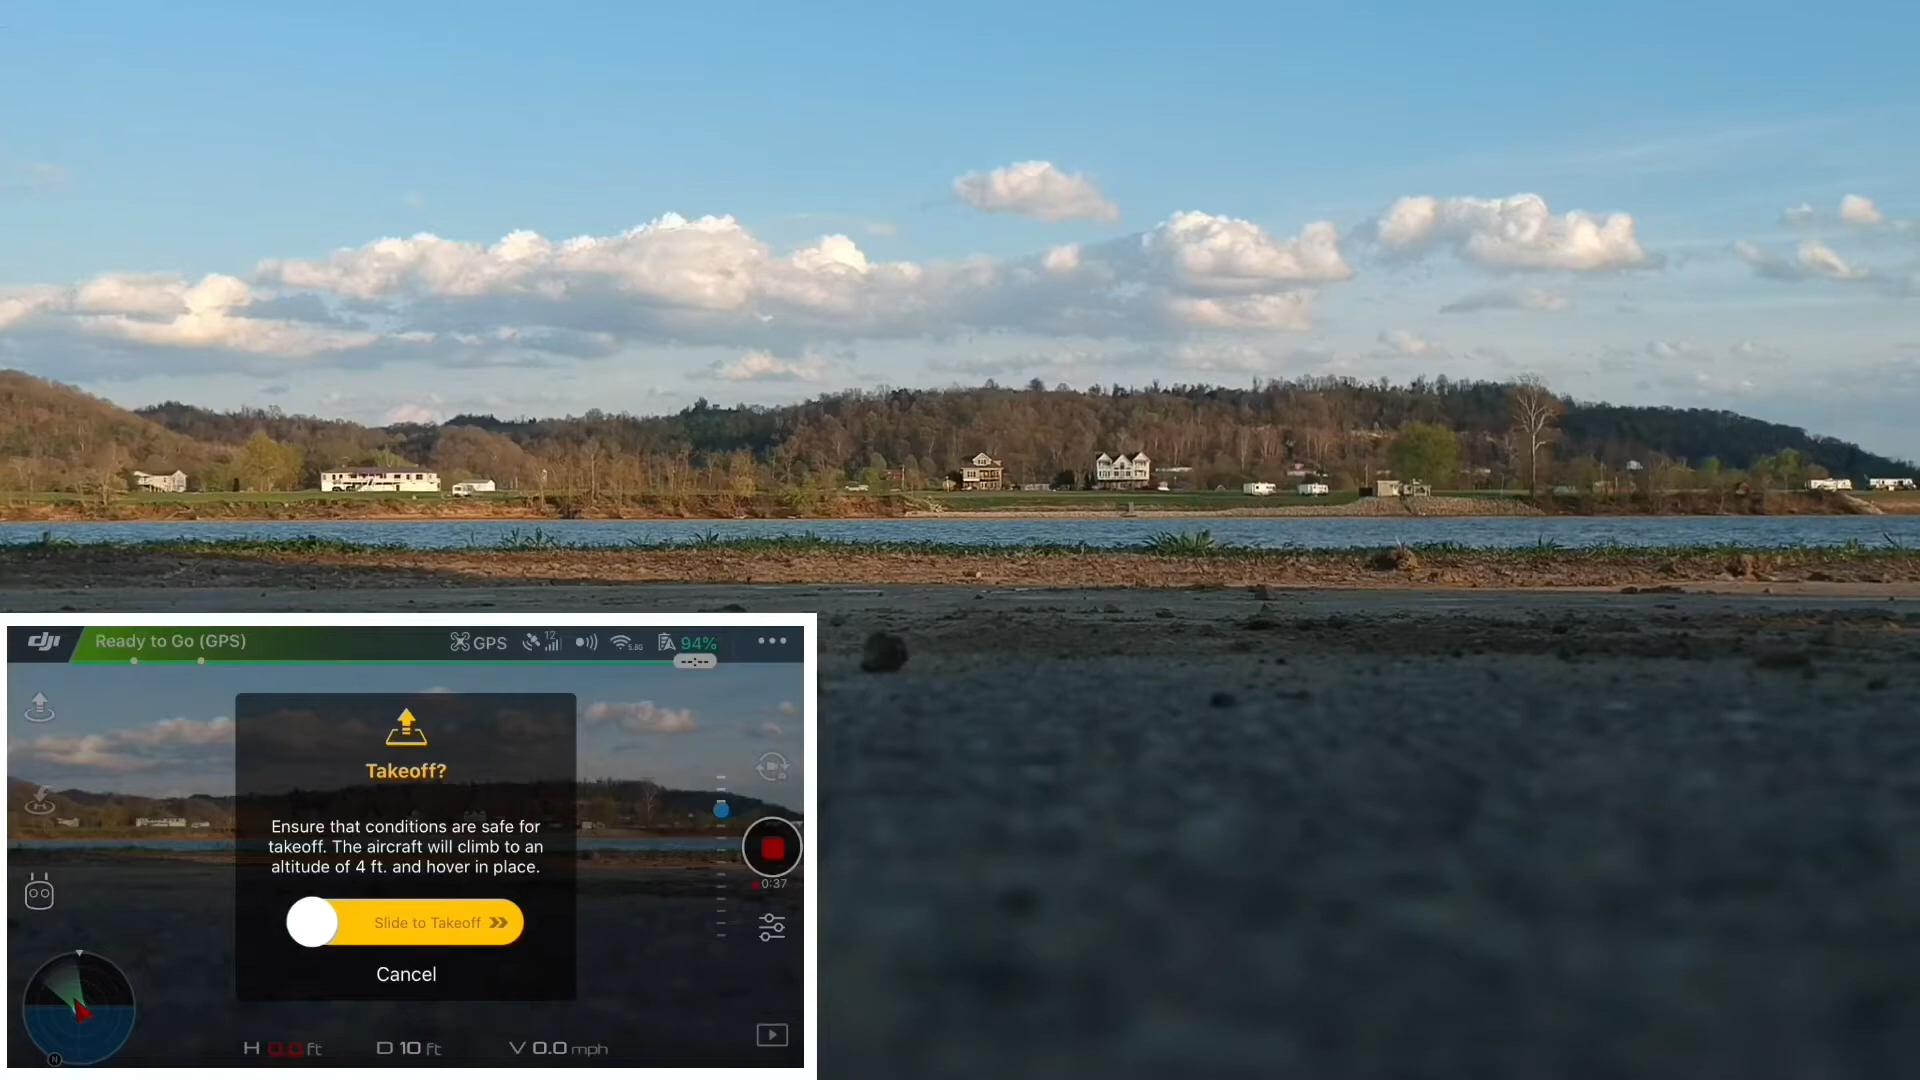 dji Ready to Go (GPS) GPS 12 5.8G 94%
--:--
Takeoff?
Ensure that conditions are safe for
takeoff. The aircraft will climb to an
altitude of 4 ft. and hover in place.
0:37
Slide to Takeoff
Cancel
N
H 0.0 ft D 10 ft V 0.0 mph